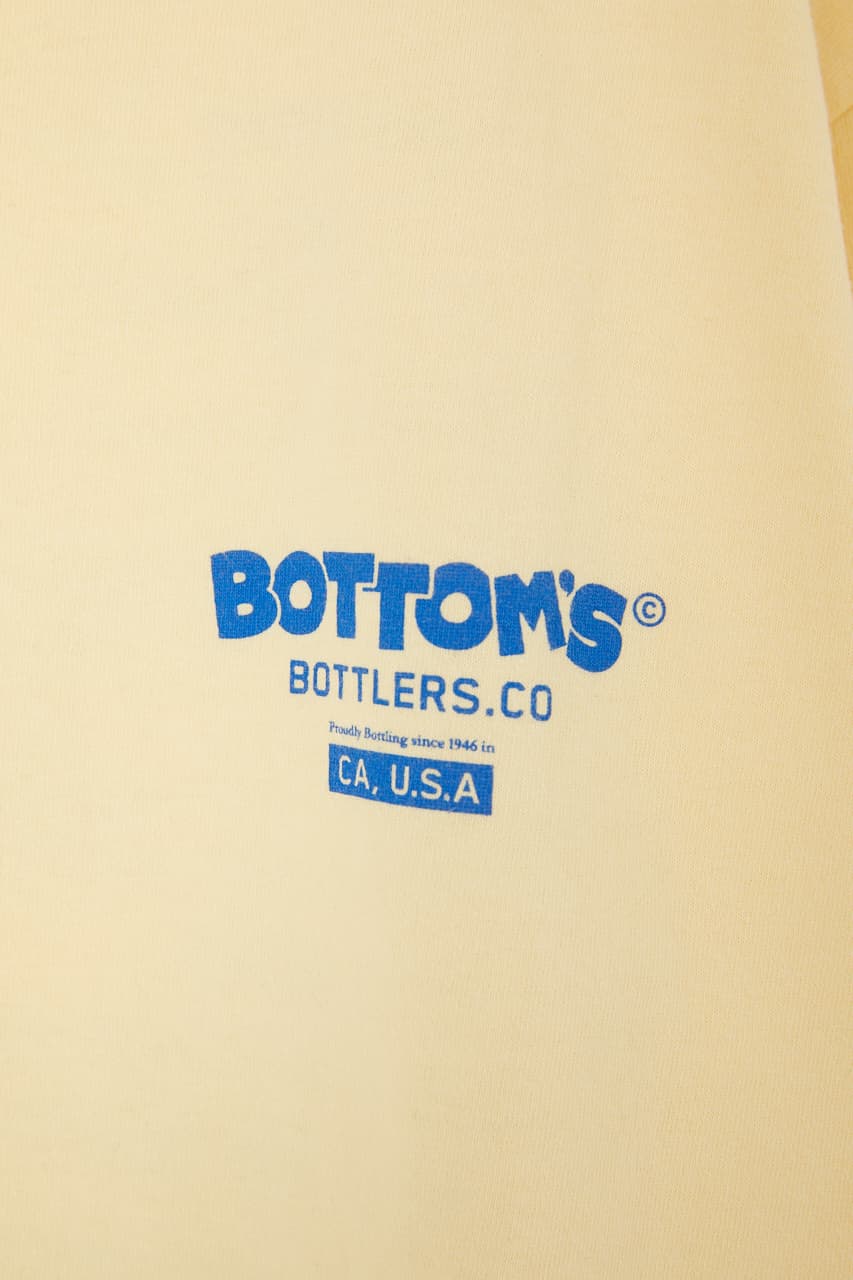 BOTTOM'S©
BOTTLERS.CO
Proudly Bottling since 1946 in
CA, U.S.A